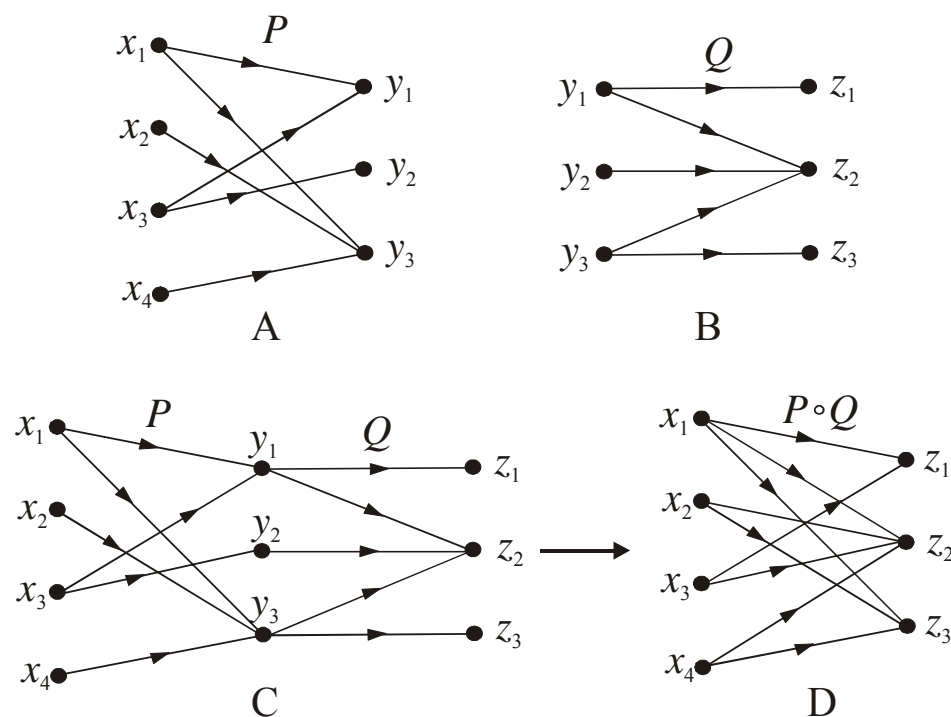 P
x₁
y₁
x₂
y₂
x₃
y₃
x₄
A
Q
y₁
z₁
y₂
z₂
y₃
z₃
B
P
Q
x₁
y₁
z₁
x₂
y₂
z₂
x₃
y₃
z₃
x₄
C
P∘Q
x₁
z₁
x₂
z₂
x₃
z₃
x₄
D